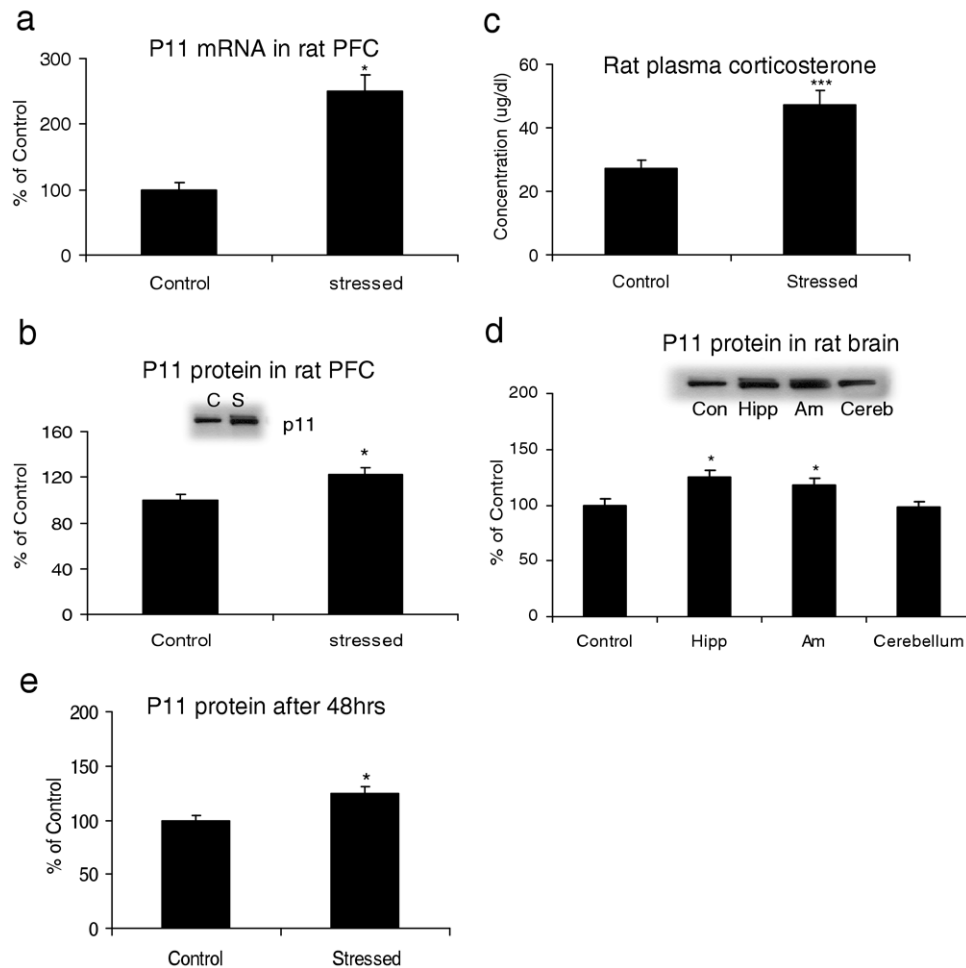 a
P11 mRNA in rat PFC
% of Control
300
200
100
0
*
Control stressed
b
P11 protein in rat PFC
C S
p11
% of Control
160
120
80
40
0
*
Control stressed
c
Rat plasma corticosterone
Concentration (ug/dl)
60
40
20
0
***
Control Stressed
d
P11 protein in rat brain
Con Hipp Am Cereb
% of Control
200
150
100
50
0
* *
Control Hipp Am Cerebellum
e
P11 protein after 48hrs
% of Control
200
150
100
50
0
*
Control Stressed